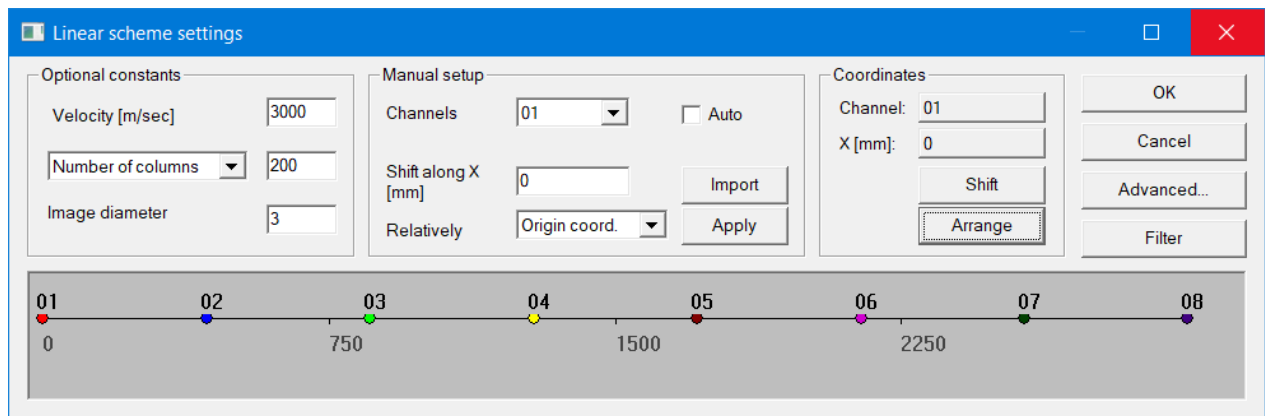 Linear scheme settings
Optional constants
Velocity [m/sec] 3000
Number of columns 200
Image diameter 3
Manual setup
Channels 01 Auto
Shift along X
[mm] 0 Import
Relatively Origin coord. Apply
Coordinates
Channel: 01
X [mm]: 0
Shift
Arrange
OK
Cancel
Advanced...
Filter
01 02 03 04 05 06 07 08
0 750 1500 2250